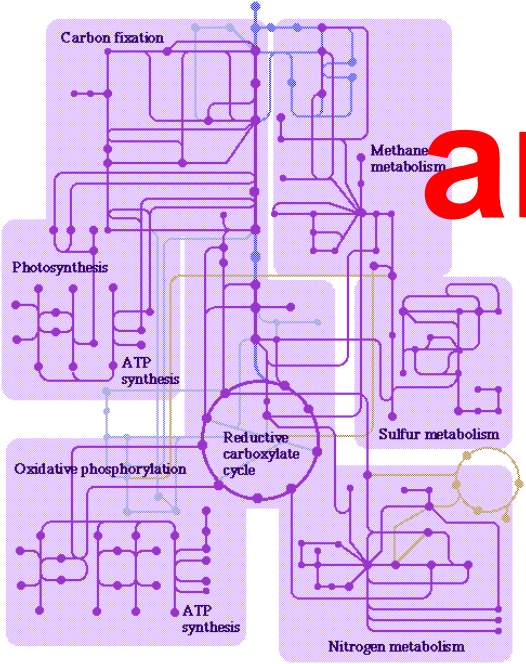 Carbon fixation
Methane
metabolism
Photosynthesis
ATP
synthesis
Sulfur metabolism
Reductive
carboxylate
cycle
Oxidative phosphorylation
ATP
synthesis
Nitrogen metabolism